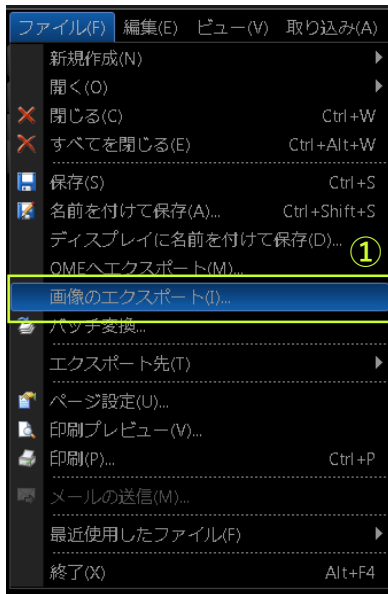 ファイル(F) 編集(E) ビュー(V) 取り込み(A)
新規作成(N)
開く(O)
閉じる(C) Ctrl+W
すべてを閉じる(E) Ctrl+Alt+W
保存(S) Ctrl+S
名前を付けて保存(A)... Ctrl+Shift+S
ディスプレイに名前を付けて保存(D)...
①
OMEへエクスポート(M)...
画像のエクスポート(I)...
バッチ変換...
エクスポート先(T)
ページ設定(U)...
印刷プレビュー(V)...
印刷(P)... Ctrl+P
メールの送信(M)...
最近使用したファイル(F)
終了(X) Alt+F4